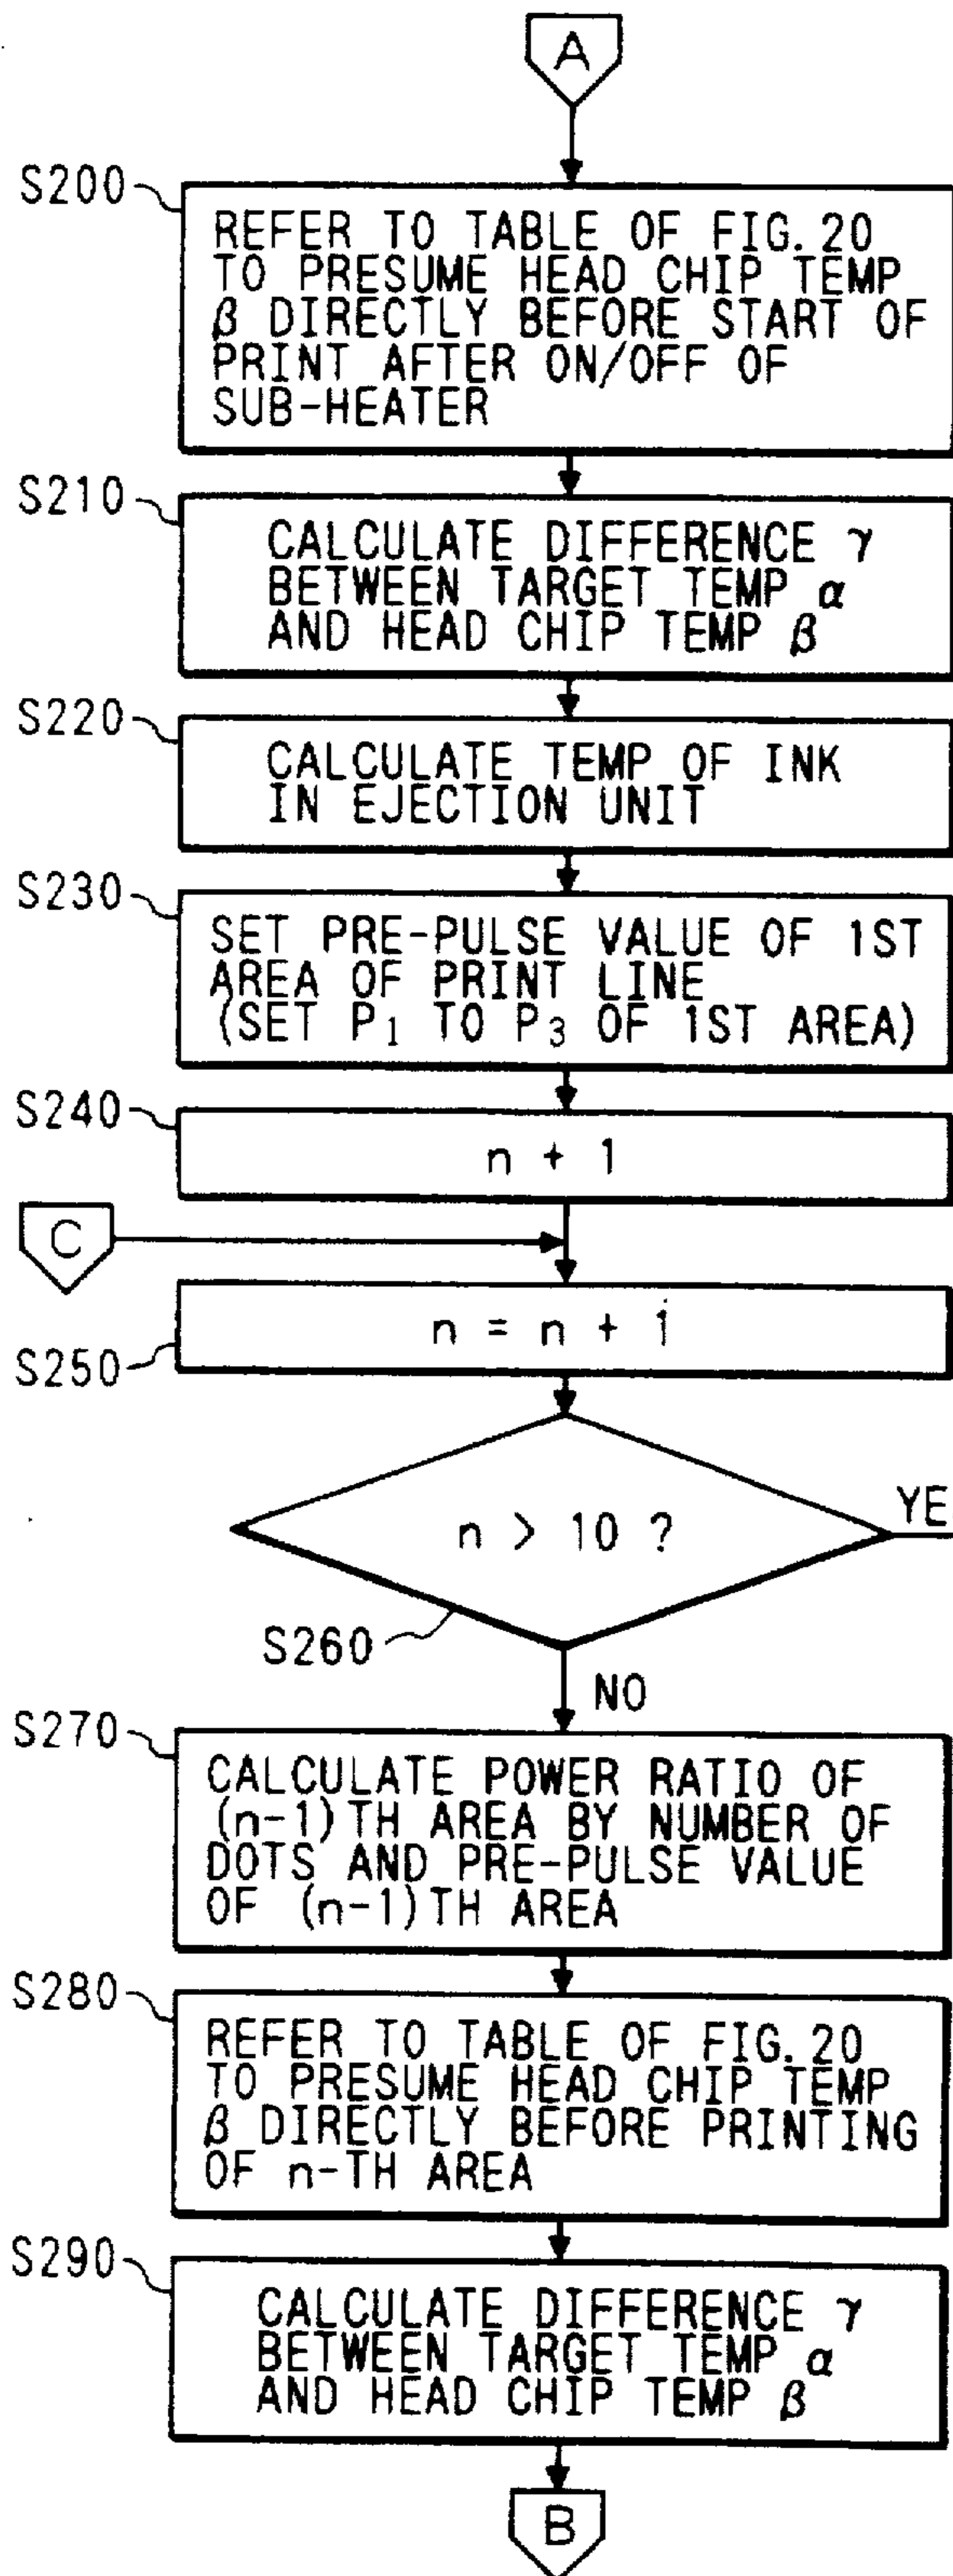 A
S200
REFER TO TABLE OF FIG.20
TO PRESUME HEAD CHIP TEMP
β DIRECTLY BEFORE START OF
PRINT AFTER ON/OFF OF
SUB-HEATER
S210
CALCULATE DIFFERENCE γ
BETWEEN TARGET TEMP α
AND HEAD CHIP TEMP β
S220
CALCULATE TEMP OF INK
IN EJECTION UNIT
S230
SET PRE-PULSE VALUE OF 1ST
AREA OF PRINT LINE
(SET P₁ TO P₃ OF 1ST AREA)
S240
n + 1
C
n = n + 1
S250
n > 10 ?
YE
S260
NO
S270
CALCULATE POWER RATIO OF
(n-1)TH AREA BY NUMBER OF
DOTS AND PRE-PULSE VALUE
OF (n-1)TH AREA
S280
REFER TO TABLE OF FIG.20
TO PRESUME HEAD CHIP TEMP
β DIRECTLY BEFORE PRINTING
OF n-TH AREA
S290
CALCULATE DIFFERENCE γ
BETWEEN TARGET TEMP α
AND HEAD CHIP TEMP β
B